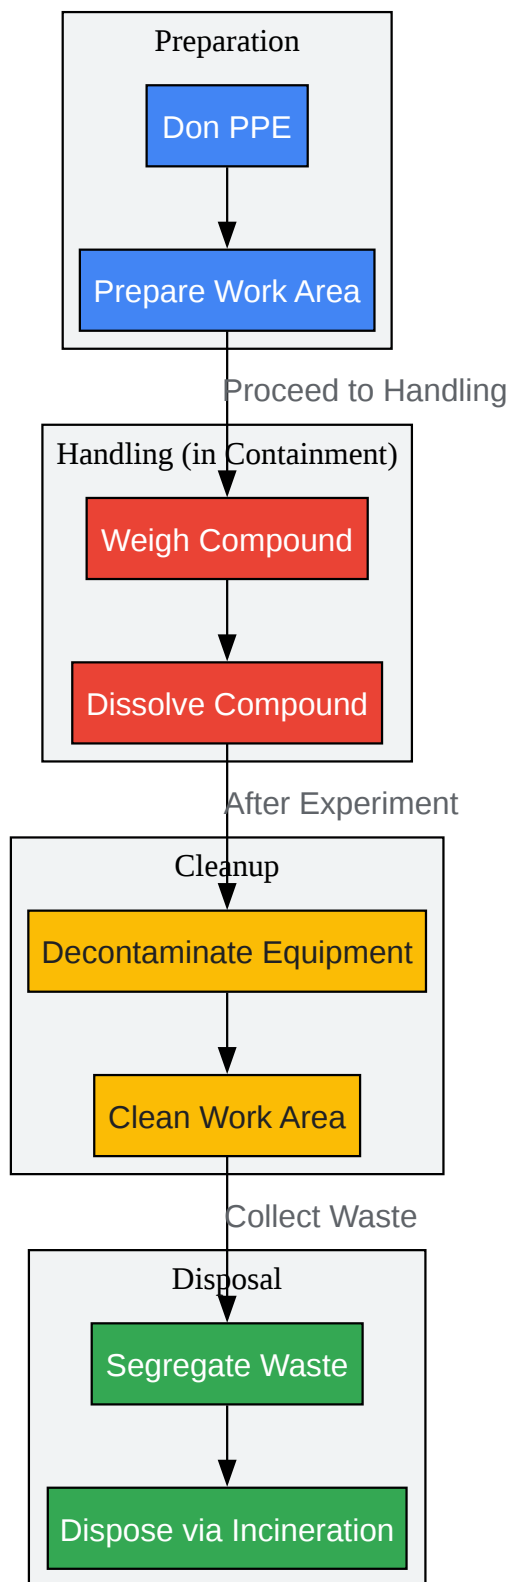 Preparation
Don PPE
Prepare Work Area
Proceed to Handling
Handling (in Containment)
Weigh Compound
Dissolve Compound
After Experiment
Cleanup
Decontaminate Equipment
Clean Work Area
Collect Waste
Disposal
Segregate Waste
Dispose via Incineration